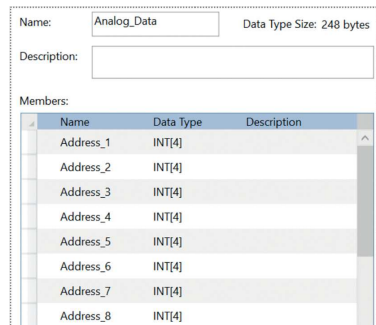 Name: Analog_Data Data Type Size: 248 bytes
Description:
Members:
Name Data Type Description
Address_1 INT[4]
Address_2 INT[4]
Address_3 INT[4]
Address_4 INT[4]
Address_5 INT[4]
Address_6 INT[4]
Address_7 INT[4]
Address_8 INT[4]